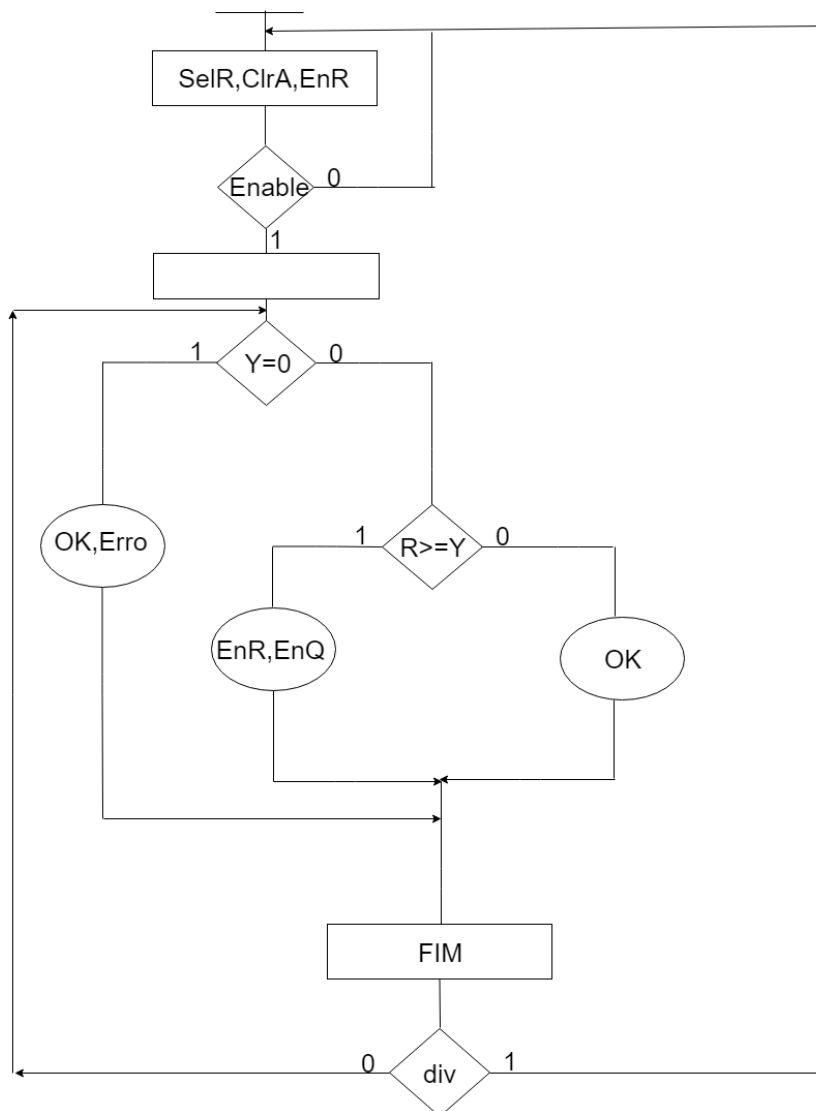 SelR,ClrA,EnR
Enable
0
1
1
Y=0
0
OK,Erro
1
R>=Y
0
EnR,EnQ
OK
FIM
0
div
1